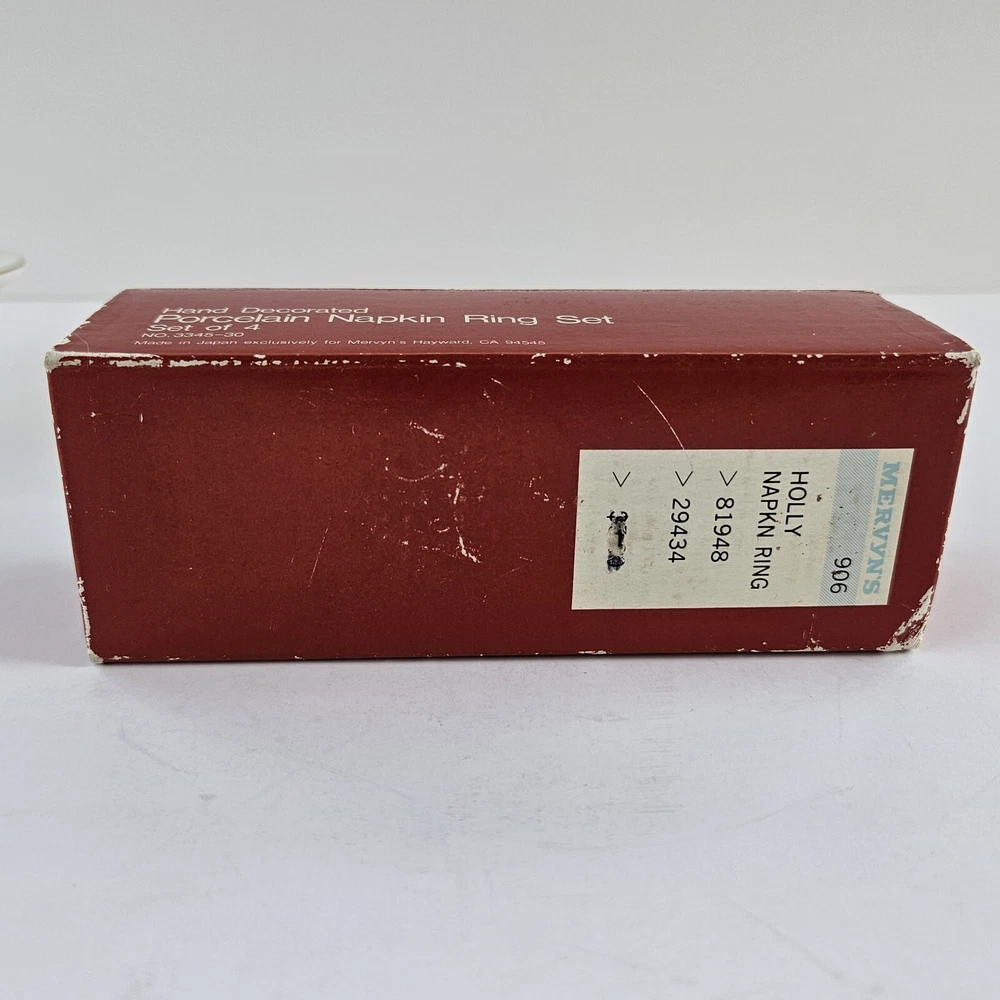 Hand Decorated
Porcelain Napkin Ring Set
Set of 4
NO. 3345-30
Made in Japan exclusively for Mervyn's Hayward, CA 94545
MERVYN'S
906
HOLLY
NAPKN RING
> 81948
> 29434
>